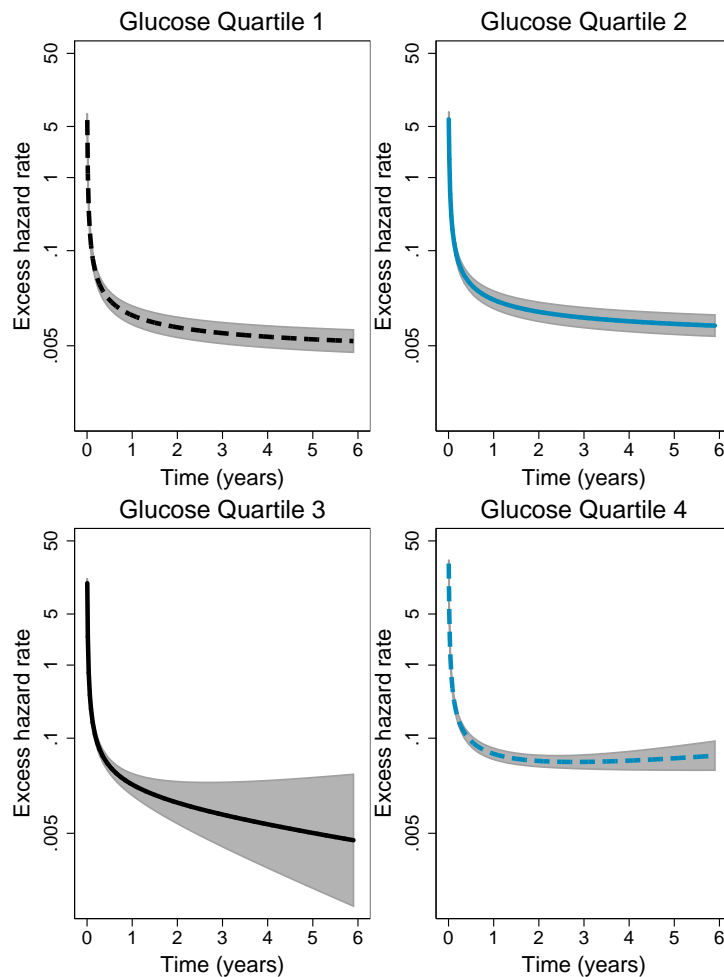 Glucose Quartile 1
Excess hazard rate
50
5
1
.1
.005
0 1 2 3 4 5 6
Time (years)
Glucose Quartile 2
Excess hazard rate
50
5
1
.1
.005
0 1 2 3 4 5 6
Time (years)
Glucose Quartile 3
Excess hazard rate
50
5
1
.1
.005
0 1 2 3 4 5 6
Time (years)
Glucose Quartile 4
Excess hazard rate
50
5
1
.1
.005
0 1 2 3 4 5 6
Time (years)